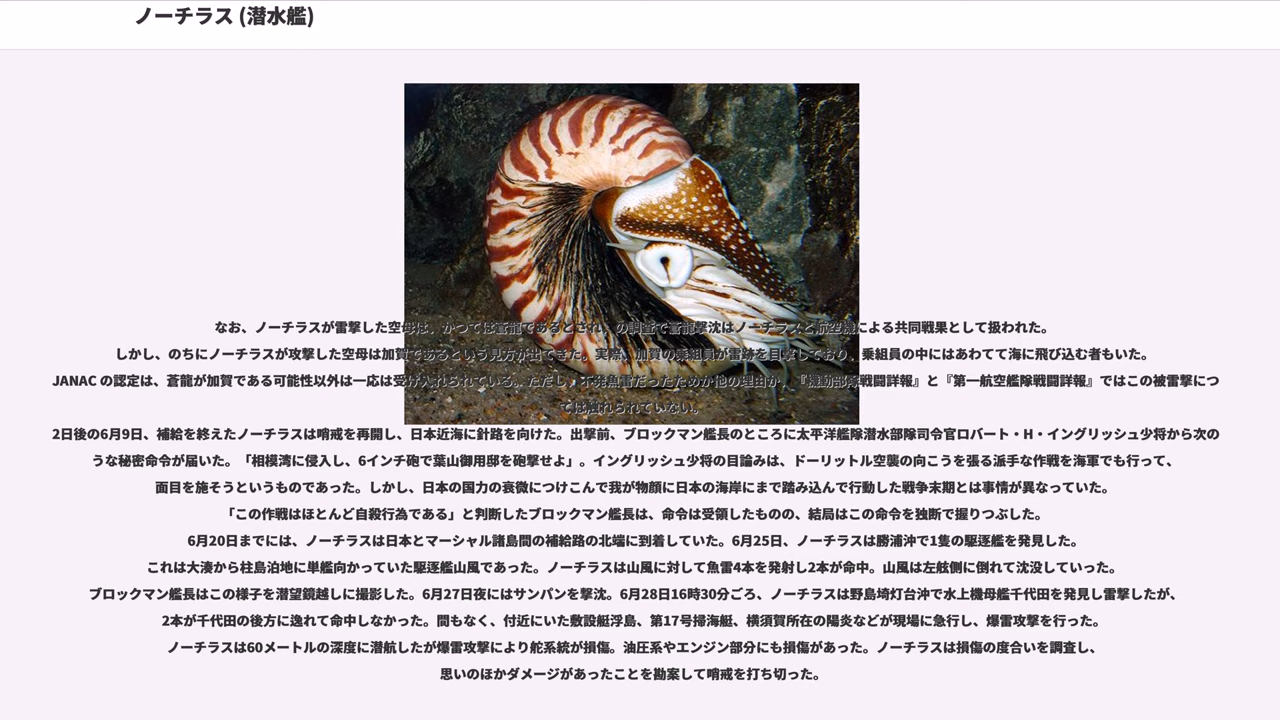 ノーチラス (潜水艦)
なお、ノーチラスが雷撃した空母は、かつては蒼龍であるとされ、の調査で蒼龍撃沈はノーチラスと航空機による共同戦果として扱われた。
しかし、のちにノーチラスが攻撃した空母は加賀であるという見方が出てきた。実際、加賀の乗組員が雷跡を目撃しており、乗組員の中にはあわてて海に飛び込む者もいた。
JANAC の認定は、蒼龍が加賀である可能性以外は一応は受け入れられている。ただし、不発魚雷だったためか他の理由か、『機動部隊戦闘詳報』と『第一航空艦隊戦闘詳報』ではこの被雷撃につ
ては触れられていない。
2日後の6月9日、補給を終えたノーチラスは哨戒を再開し、日本近海に針路を向けた。出撃前、ブロックマン艦長のところに太平洋艦隊潜水部隊司令官ロバート・H・イングリッシュ少将から次の
うな秘密命令が届いた。「相模湾に侵入し、6インチ砲で葉山御用邸を砲撃せよ」。イングリッシュ少将の目論みは、ドーリットル空襲の向こうを張る派手な作戦を海軍でも行って、
面目を施そうというものであった。しかし、日本の国力の衰微につけこんで我が物顔に日本の海岸にまで踏み込んで行動した戦争末期とは事情が異なっていた。
「この作戦はほとんど自殺行為である」と判断したブロックマン艦長は、命令は受領したものの、結局はこの命令を独断で握りつぶした。
6月20日までには、ノーチラスは日本とマーシャル諸島間の補給路の北端に到着していた。6月25日、ノーチラスは勝浦沖で1隻の駆逐艦を発見した。
これは大湊から柱島泊地に単艦向かっていた駆逐艦山風であった。ノーチラスは山風に対して魚雷4本を発射し2本が命中。山風は左舷側に倒れて沈没していった。
ブロックマン艦長はこの様子を潜望鏡越しに撮影した。6月27日夜にはサンパンを撃沈。6月28日16時30分ごろ、ノーチラスは野島埼灯台沖で水上機母艦千代田を発見し雷撃したが、
2本が千代田の後方に逸れて命中しなかった。間もなく、付近にいた敷設艇浮島、第17号掃海艇、横須賀所在の陽炎などが現場に急行し、爆雷攻撃を行った。
ノーチラスは60メートルの深度に潜航したが爆雷攻撃により舵系統が損傷。油圧系やエンジン部分にも損傷があった。ノーチラスは損傷の度合いを調査し、
思いのほかダメージがあったことを勘案して哨戒を打ち切った。